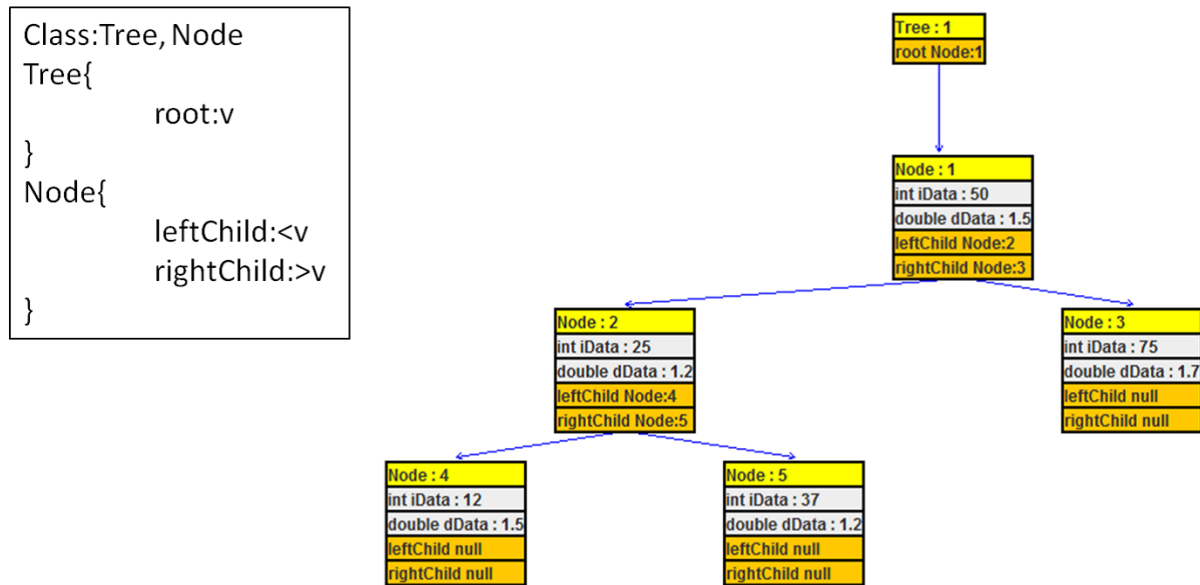 Class:Tree, Node
Tree{
root:v
}
Node{
leftChild:<v
rightChild:>v
}
Tree : 1
root Node:1
Node : 1
int iData : 50
double dData : 1.5
leftChild Node:2
rightChild Node:3
Node : 2
int iData : 25
double dData : 1.2
leftChild Node:4
rightChild Node:5
Node : 3
int iData : 75
double dData : 1.7
leftChild null
rightChild null
Node : 4
int iData : 12
double dData : 1.5
leftChild null
rightChild null
Node : 5
int iData : 37
double dData : 1.2
leftChild null
rightChild null